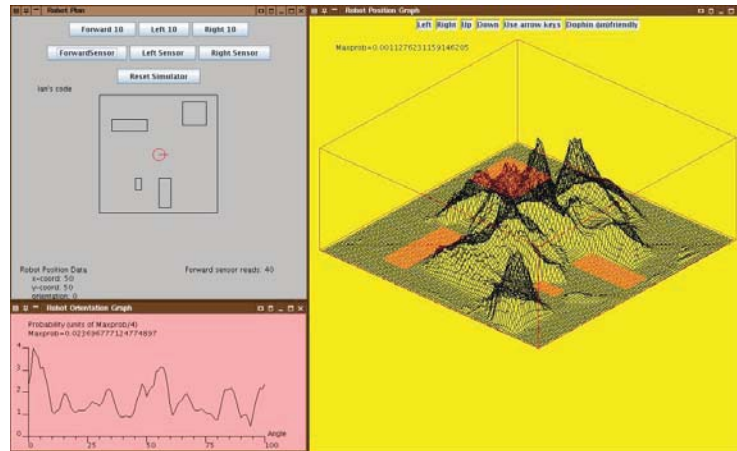 Robot Plan
Forward 10 Left 10 Right 10
ForwardSensor Left Sensor Right Sensor
Reset Simulator
Ian's code
Robot Position Data
x-coord: 50
y-coord: 50
orientation: 0
Forward sensor reads: 40
Robot Orientation Graph
Probability (units of Maxprob/4)
Maxprob=0.023696777124774897
4
3
2
1
0
0 25 50 75 100
Angle
Robot Position Graph
Left Right Up Down Use arrow keys Dophin (un)friendly
Maxprob=0.0011276231159146205